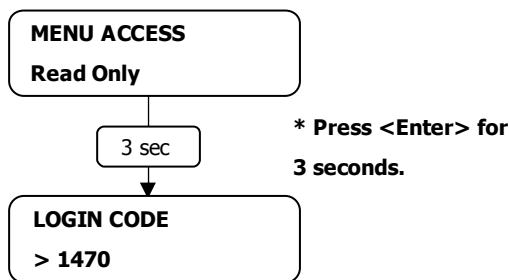 MENU ACCESS
Read Only
3 sec
* Press <Enter> for
3 seconds.
LOGIN CODE
> 1470